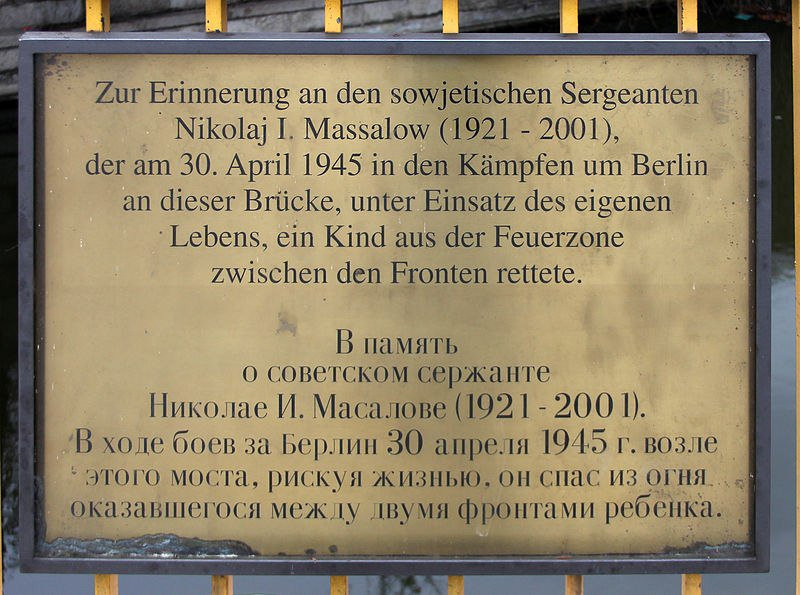 Zur Erinnerung an den sowjetischen Sergeanten
Nikolaj I. Massalow (1921 - 2001),
der am 30. April 1945 in den Kämpfen um Berlin
an dieser Brücke, unter Einsatz des eigenen
Lebens, ein Kind aus der Feuerzone
zwischen den Fronten rettete.
В память
о советском сержанте
Николае И. Масалове (1921 - 2001).
В ходе боев за Берлин 30 апреля 1945 г. возле
этого моста, рискуя жизнью, он спас из огня
оказавшегося между двумя фронтами ребенка.